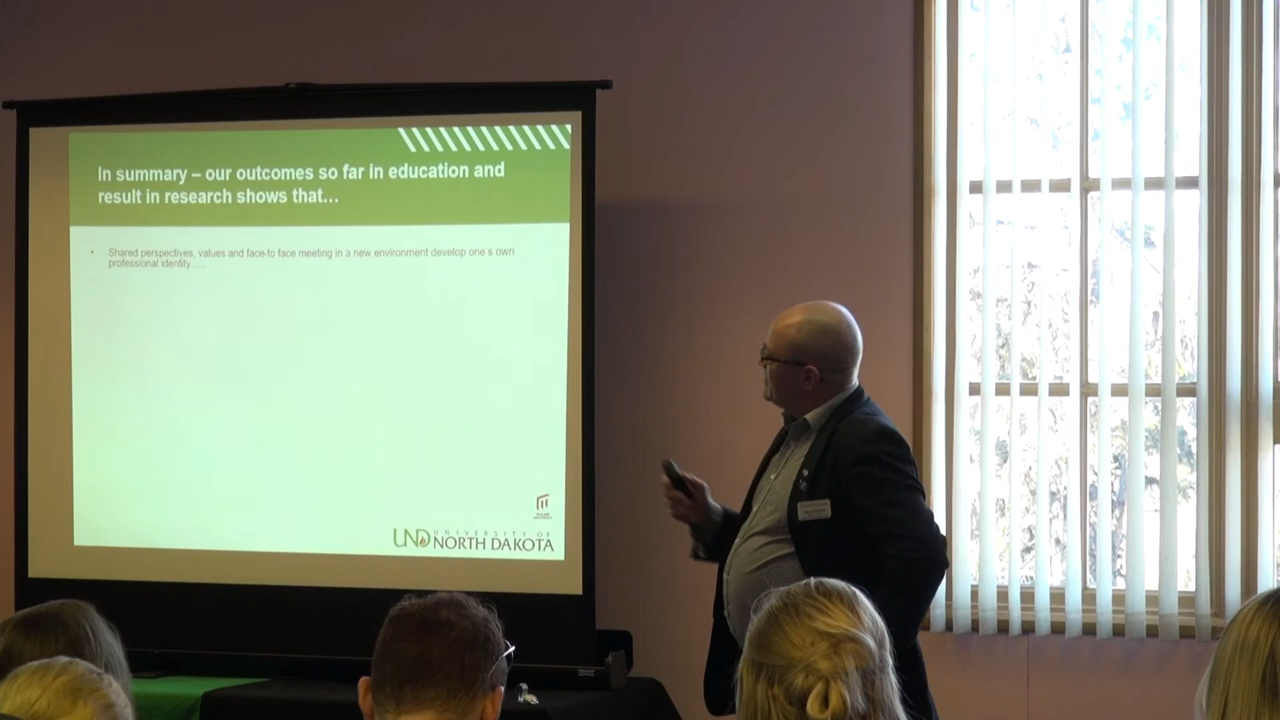 In summary – our outcomes so far in education and
result in research shows that…
• Shared perspectives, values and face-to face meeting in a new environment develop one's own
professional identity…..
UND UNIVERSITY OF
NORTH DAKOTA